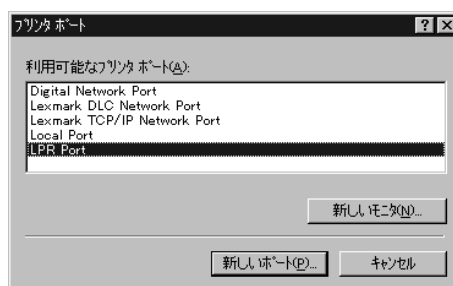 プリンタ ポート
利用可能なプリンタ ポート(A):
Digital Network Port
Lexmark DLC Network Port
Lexmark TCP/IP Network Port
Local Port
LPR Port
新しいモニタ(N)...
新しいポート(P)...
キャンセル